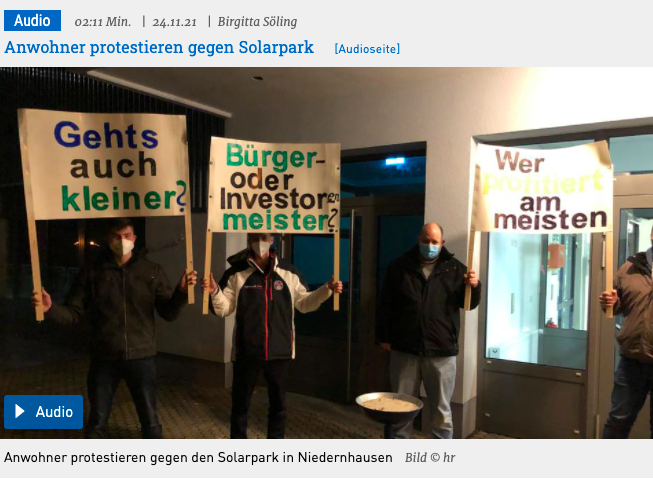 Audio 02:11 Min. | 24.11.21 | Birgitta Söling
Anwohner protestieren gegen Solarpark [Audioseite]
Gehts
auch
kleiner?
Bürger-
oder
Investoren
meister?
Wer
profitiert
am
meisten
Audio
Anwohner protestieren gegen den Solarpark in Niedernhausen Bild © hr